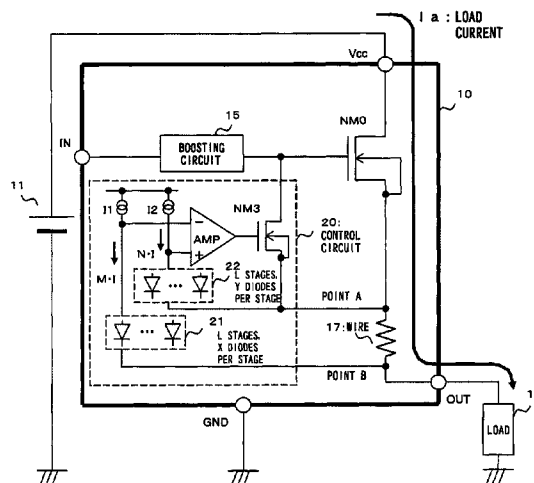 I a : LOAD
CURRENT
Vcc
10
15
NM0
IN
BOOSTING
CIRCUIT
11
I1
I2
NM3
20:
CONTROL
CIRCUIT
−
AMP
+
N·I
M·I
22
L STAGES,
Y DIODES
PER STAGE
POINT A
21
17:WIRE
L STAGES,
X DIODES
PER STAGE
POINT B
OUT
GND
1
LOAD